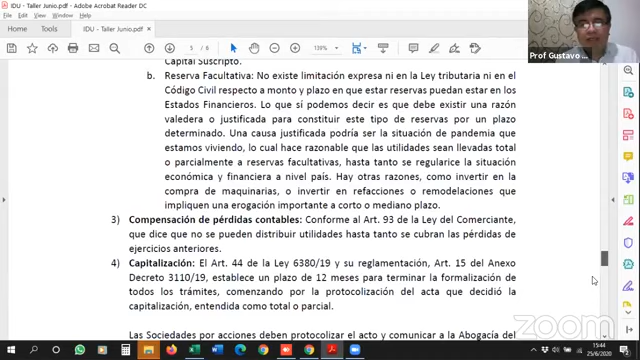 IDU - Taller Junio.pdf - Adobe Acrobat Reader DC
File Edit View Sign Window Help
Home Tools IDU - Taller Junio.pdf ×
5 / 6 139%
Prof Gustavo
Capital Suscripto.
b. Reserva Facultativa: No existe limitación expresa ni en la Ley tributaria ni en el
Código Civil respecto a monto y plazo en que estar reservas puedan estar en los
Estados Financieros. Lo que sí podemos decir es que debe existir una razón
valedera o justificada para constituir este tipo de reservas por un plazo
determinado. Una causa justificada podría ser la situación de pandemia que
estamos viviendo, lo cual hace razonable que las utilidades sean llevadas total
o parcialmente a reservas facultativas, hasta tanto se regularice la situación
económica y financiera a nivel país. Hay otras razones, como invertir en la
compra de maquinarias, o invertir en refacciones o remodelaciones que
impliquen una erogación importante a corto o mediano plazo.
3) Compensación de pérdidas contables: Conforme al Art. 93 de la Ley del Comerciante,
que dice que no se pueden distribuir utilidades hasta tanto se cubran las pérdidas de
ejercicios anteriores.
4) Capitalización: El Art. 44 de la Ley 6380/19 y su reglamentación, Art. 15 del Anexo
Decreto 3110/19, establece un plazo de 12 meses para terminar la formalización de
todos los trámites, comenzando por la protocolización del acta que decidió la
capitalización, entendida como total o parcial.
Las Sociedades por acciones deben protocolizar el acto y comunicar a la Abogacía del
zoom
15:44
25/6/2020